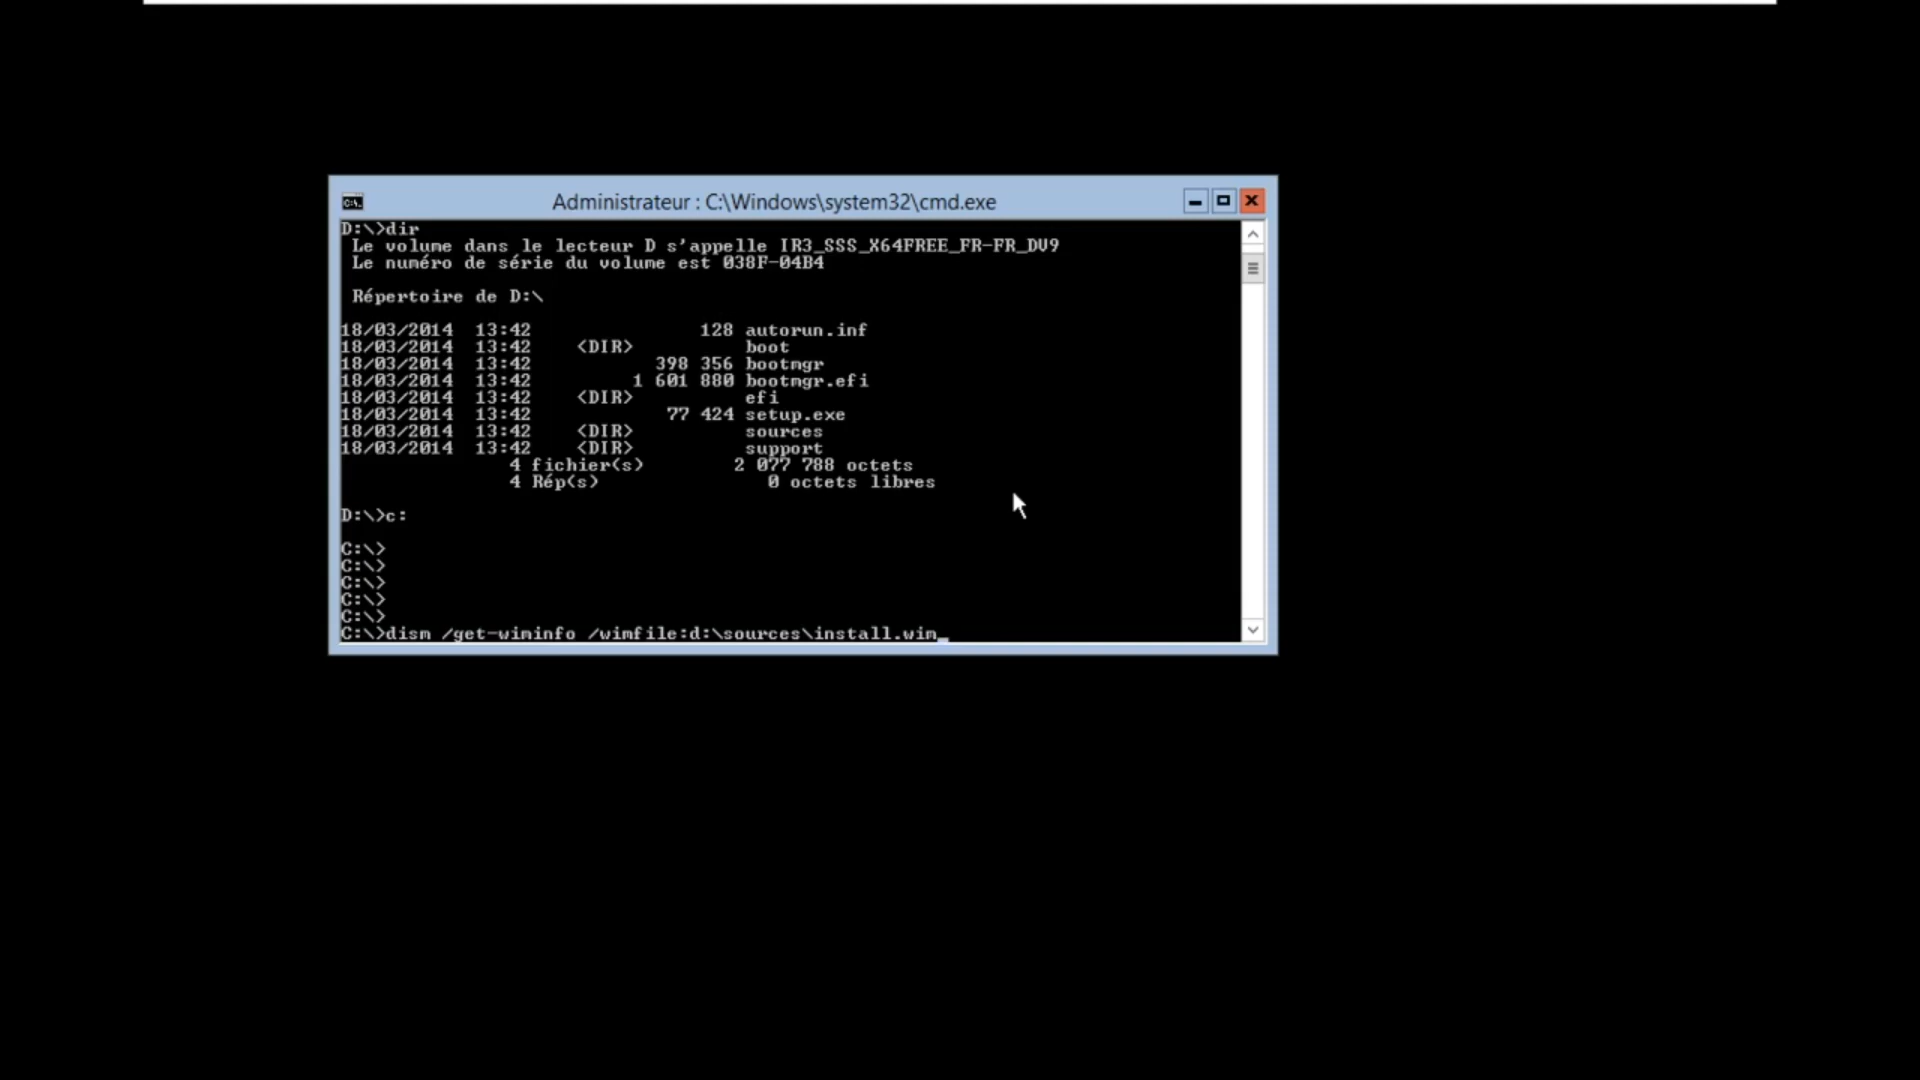 Administrateur : C:\Windows\system32\cmd.exe
D:\>dir
Le volume dans le lecteur D s'appelle IR3_SSS_X64FREE_FR-FR_DV9
Le numéro de série du volume est 038F-04B4
Répertoire de D:\
18/03/2014 13:42 128 autorun.inf
18/03/2014 13:42 <DIR> boot
18/03/2014 13:42 398 356 bootmgr
18/03/2014 13:42 1 601 880 bootmgr.efi
18/03/2014 13:42 <DIR> efi
18/03/2014 13:42 77 424 setup.exe
18/03/2014 13:42 <DIR> sources
18/03/2014 13:42 <DIR> support
4 fichier(s) 2 077 788 octets
4 Rép(s) 0 octets libres
D:\>c:
C:\>
C:\>
C:\>
C:\>
C:\>
C:\>dism /get-wiminfo /wimfile:d:\sources\install.wim_